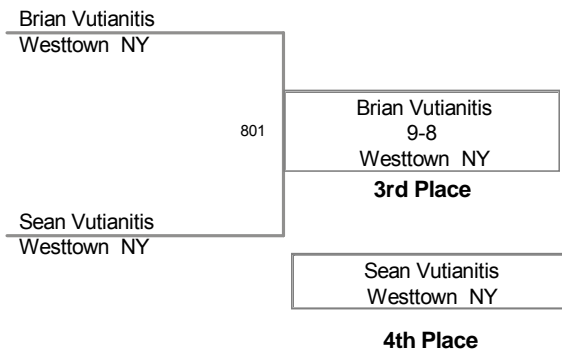 Brian Vutianitis
Westtown NY
801
Brian Vutianitis
9-8
Westtown NY
3rd Place
Sean Vutianitis
Westtown NY
Sean Vutianitis
Westtown NY
4th Place